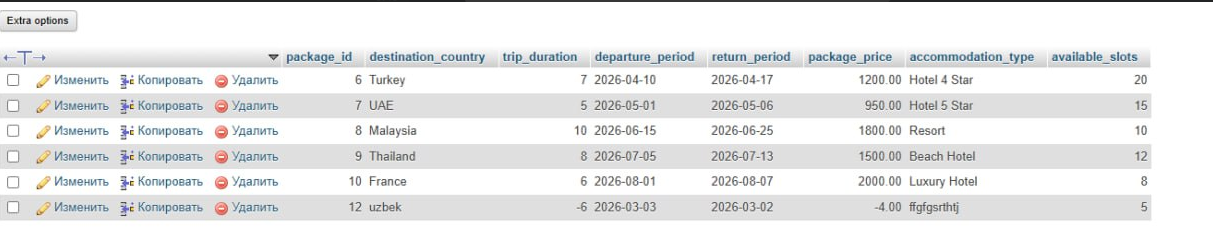 Extra options
package_id destination_country trip_duration departure_period return_period package_price accommodation_type available_slots
Изменить Копировать Удалить 6 Turkey 7 2026-04-10 2026-04-17 1200.00 Hotel 4 Star 20
Изменить Копировать Удалить 7 UAE 5 2026-05-01 2026-05-06 950.00 Hotel 5 Star 15
Изменить Копировать Удалить 8 Malaysia 10 2026-06-15 2026-06-25 1800.00 Resort 10
Изменить Копировать Удалить 9 Thailand 8 2026-07-05 2026-07-13 1500.00 Beach Hotel 12
Изменить Копировать Удалить 10 France 6 2026-08-01 2026-08-07 2000.00 Luxury Hotel 8
Изменить Копировать Удалить 12 uzbek -6 2026-03-03 2026-03-02 -4.00 ffgfgsrthtj 5